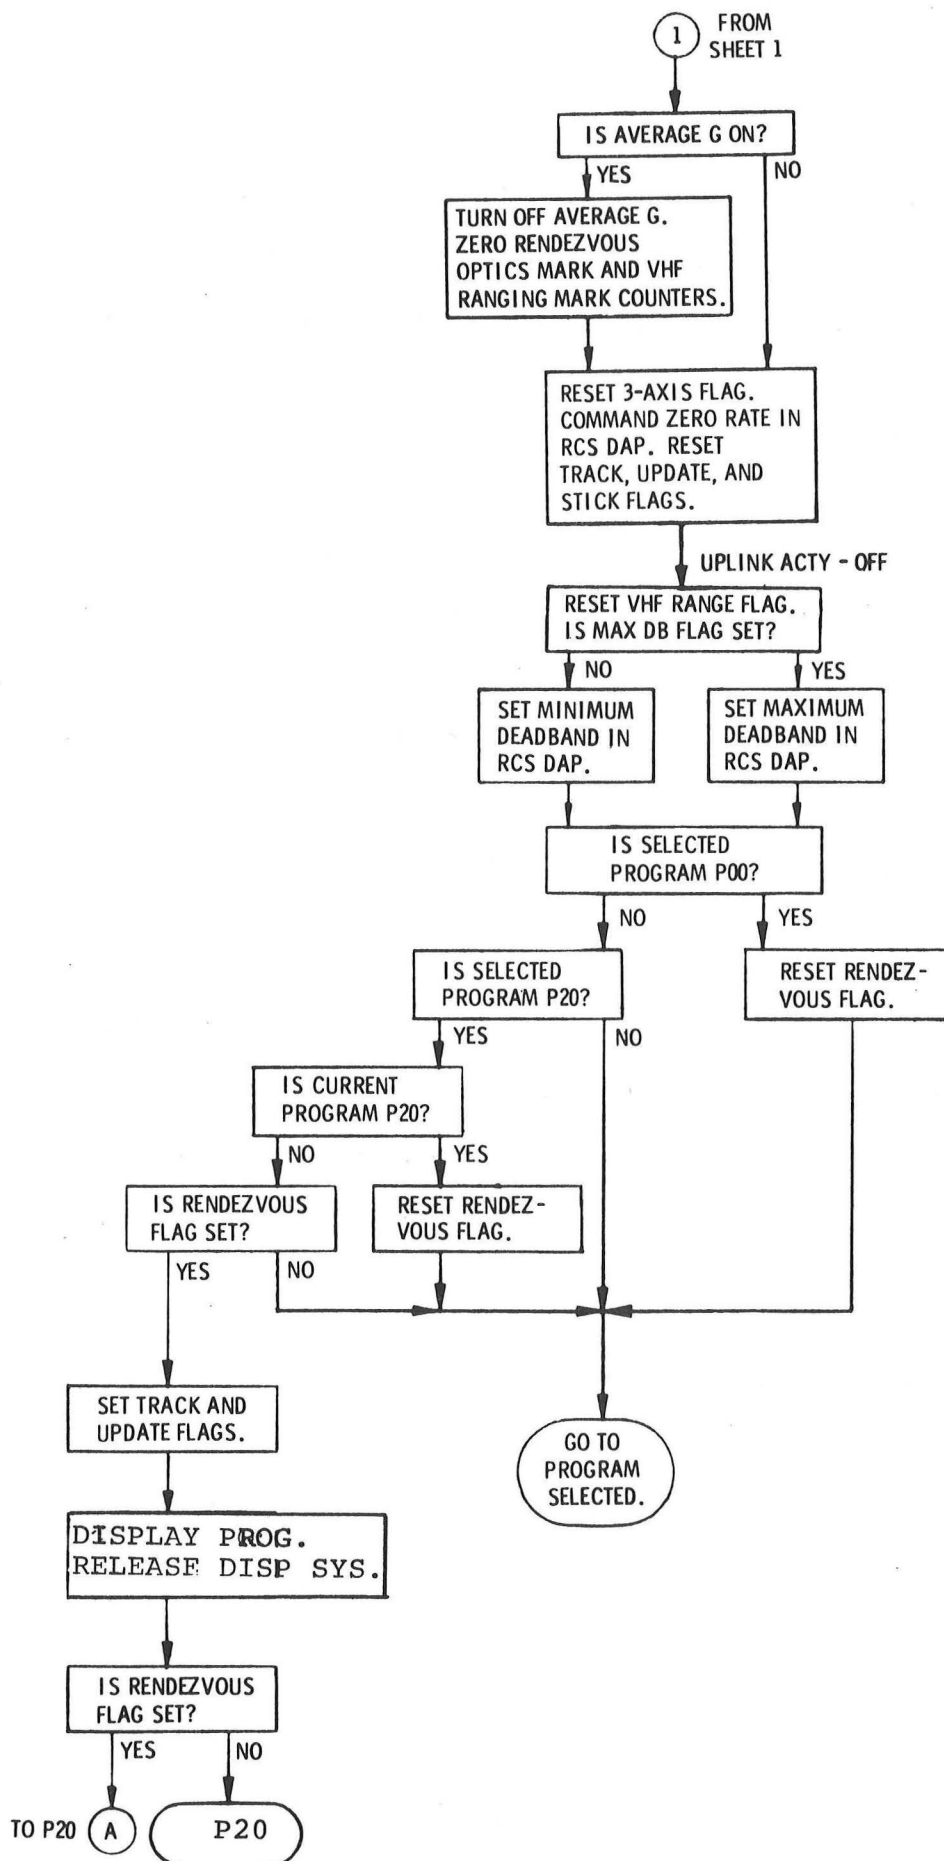 1
FROM
SHEET 1
IS AVERAGE G ON?
YES
NO
TURN OFF AVERAGE G.
ZERO RENDEZVOUS
OPTICS MARK AND VHF
RANGING MARK COUNTERS.
RESET 3-AXIS FLAG.
COMMAND ZERO RATE IN
RCS DAP. RESET
TRACK, UPDATE, AND
STICK FLAGS.
UPLINK ACTY - OFF
RESET VHF RANGE FLAG.
IS MAX DB FLAG SET?
NO
YES
SET MINIMUM
DEADBAND IN
RCS DAP.
SET MAXIMUM
DEADBAND IN
RCS DAP.
IS SELECTED
PROGRAM P00?
NO
YES
IS SELECTED
PROGRAM P20?
RESET RENDEZ-
VOUS FLAG.
YES
NO
IS CURRENT
PROGRAM P20?
NO
YES
IS RENDEZVOUS
FLAG SET?
RESET RENDEZ-
VOUS FLAG.
YES
NO
SET TRACK AND
UPDATE FLAGS.
GO TO
PROGRAM
SELECTED.
DISPLAY PROG.
RELEASE DISP SYS.
IS RENDEZVOUS
FLAG SET?
YES
NO
TO P20
A
P20